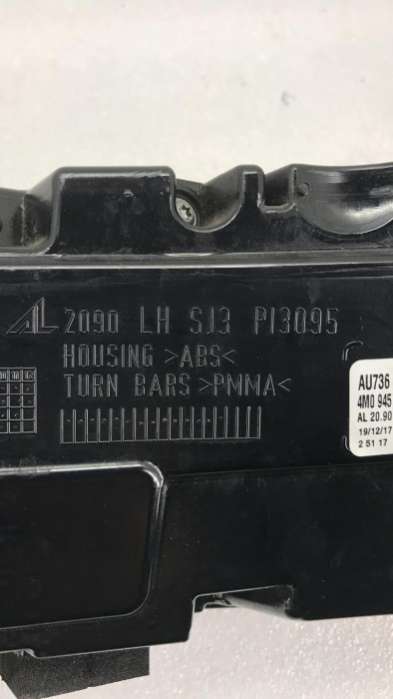 AL 2090 LH SJ3 PI3095
HOUSING >ABS<
TURN BARS >PMMA<
AU736
4M0 945
AL 20.90
19/12/17
2 51 17